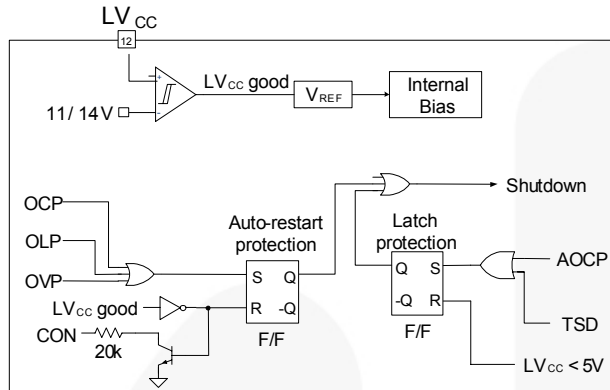 LVCC
12
+
-
11/ 14V
LVCC good
VREF
Internal
Bias
Shutdown
OCP
OLP
OVP
Auto-restart
protection
S Q
R -Q
F/F
LVCC good
CON
20k
Latch
protection
Q S
-Q R
F/F
AOCP
TSD
LVCC < 5V